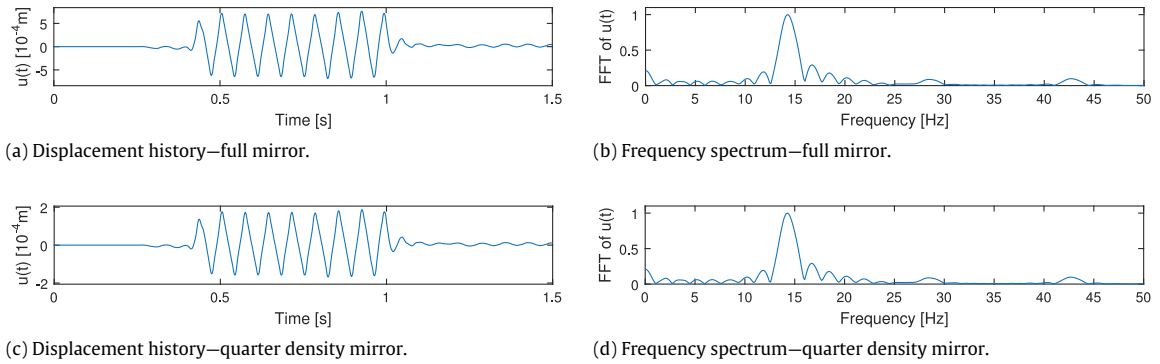 5
0
-5
u(t) [10⁻⁴m]
0
0.5
1
1.5
Time [s]
(a) Displacement history—full mirror.
1
0.5
0
FFT of u(t)
0 5 10 15 20 25 30 35 40 45 50
Frequency [Hz]
(b) Frequency spectrum—full mirror.
2
0
-2
u(t) [10⁻⁴m]
0
0.5
1
1.5
Time [s]
(c) Displacement history—quarter density mirror.
1
0.5
0
FFT of u(t)
0 5 10 15 20 25 30 35 40 45 50
Frequency [Hz]
(d) Frequency spectrum—quarter density mirror.